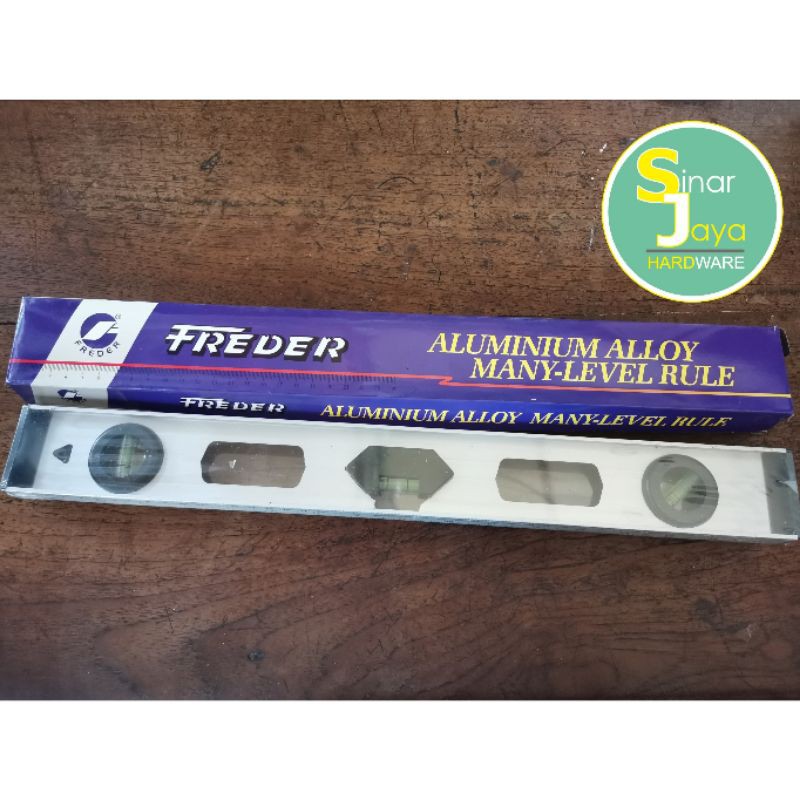 Sinar
Jaya
HARDWARE
FREDER
FREDER
ALUMINIUM ALLOY
MANY-LEVEL RULE
FREDER
ALUMINIUM ALLOY MANY-LEVEL RULE